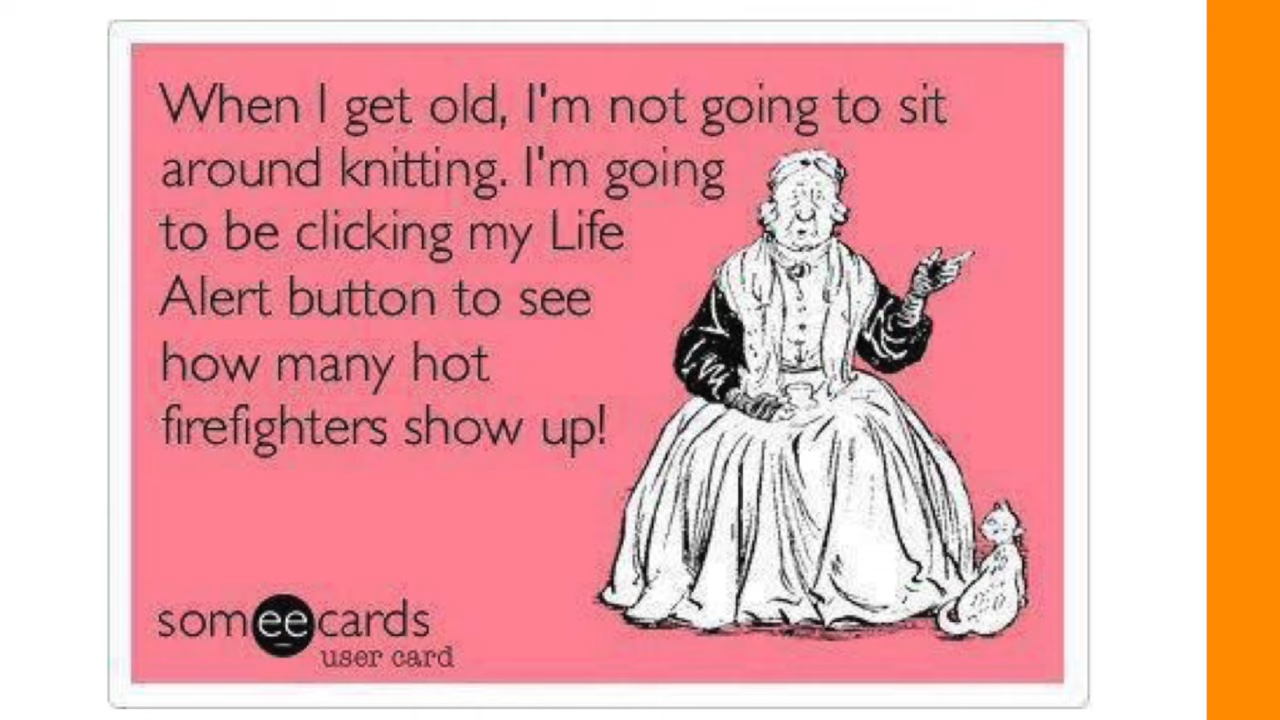 When I get old, I'm not going to sit
around knitting. I'm going
to be clicking my Life
Alert button to see
how many hot
firefighters show up!
someecards
user card